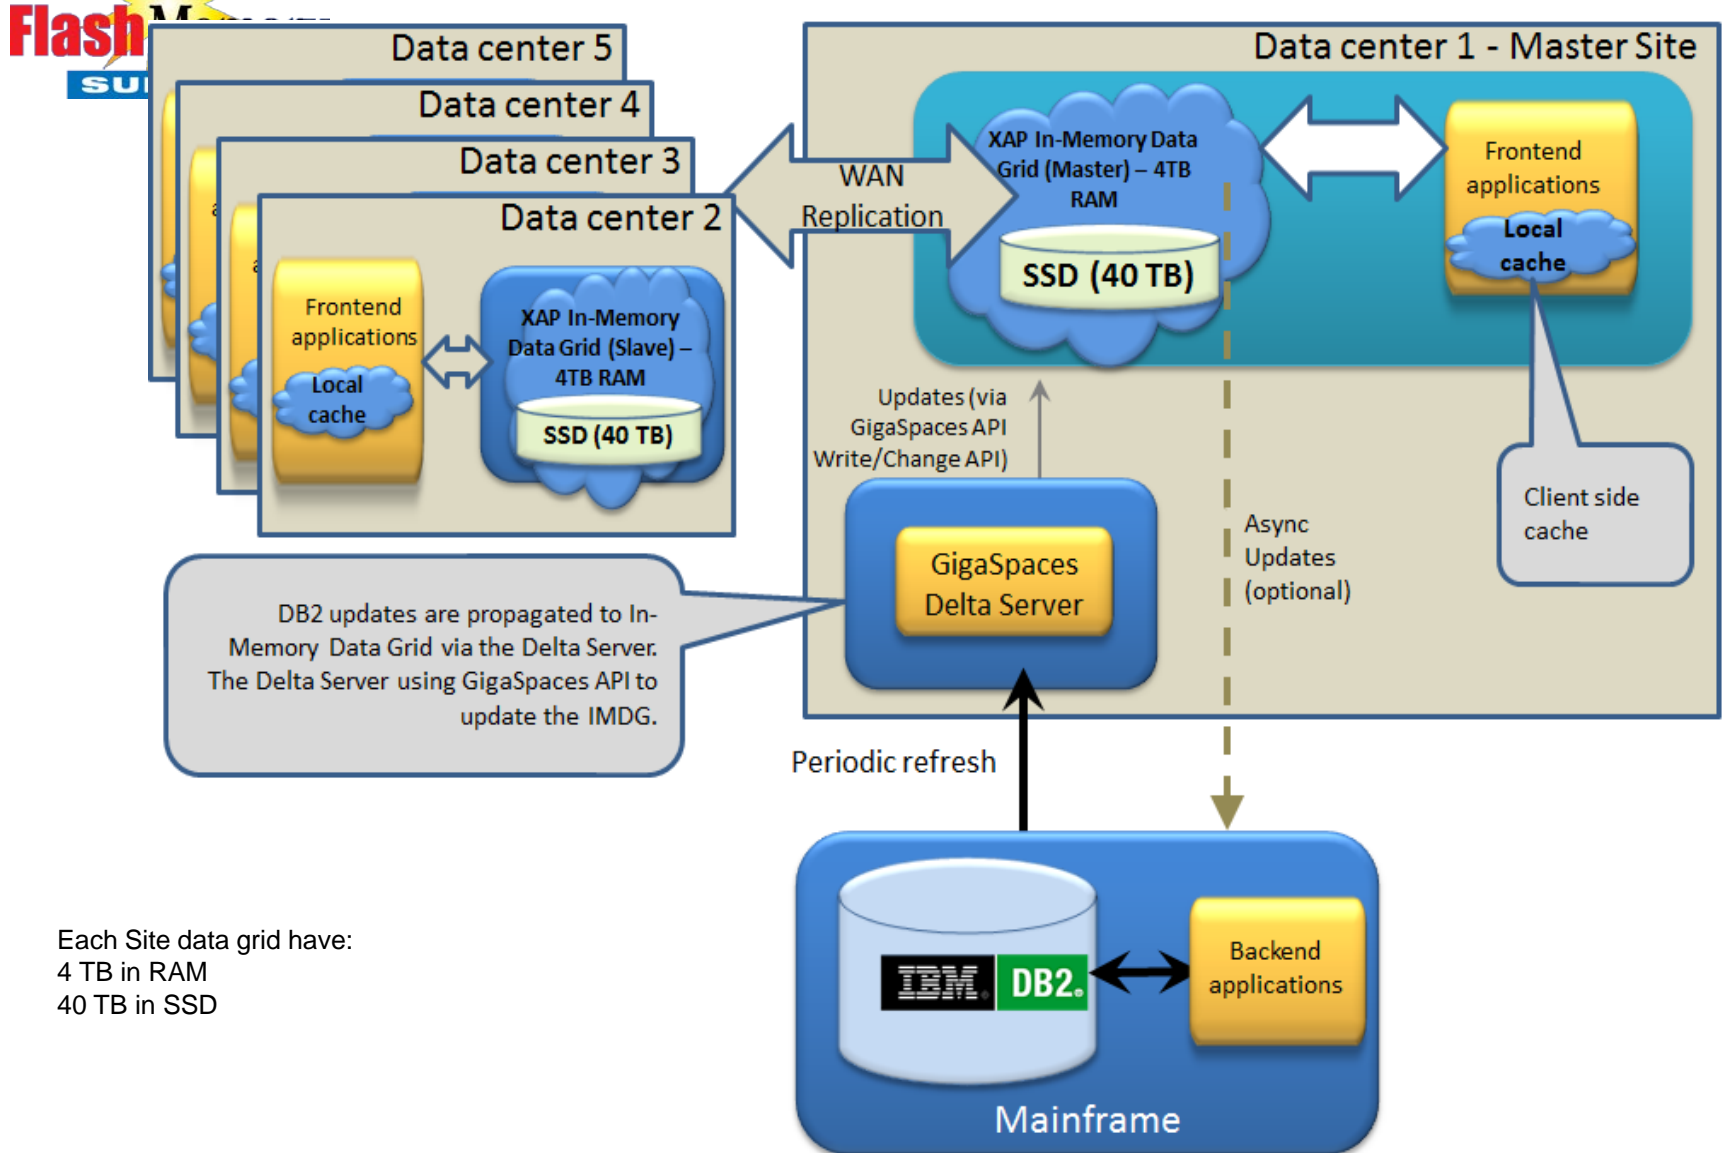 Flash
Data center 5
Data center 4
Data center 3
Data center 2
Frontend
applications
Local
cache
XAP In-Memory
Data Grid (Slave) –
4TB RAM
SSD (40 TB)
WAN
Replication
Data center 1 - Master Site
XAP In-Memory Data
Grid (Master) – 4TB
RAM
SSD (40 TB)
Frontend
applications
Local
cache
Updates (via
GigaSpaces API
Write/Change API)
GigaSpaces
Delta Server
Async
Updates
(optional)
Client side
cache
DB2 updates are propagated to In-
Memory Data Grid via the Delta Server.
The Delta Server using GigaSpaces API to
update the IMDG.
Periodic refresh
IBM DB2
Backend
applications
Mainframe
Each Site data grid have:
4 TB in RAM
40 TB in SSD